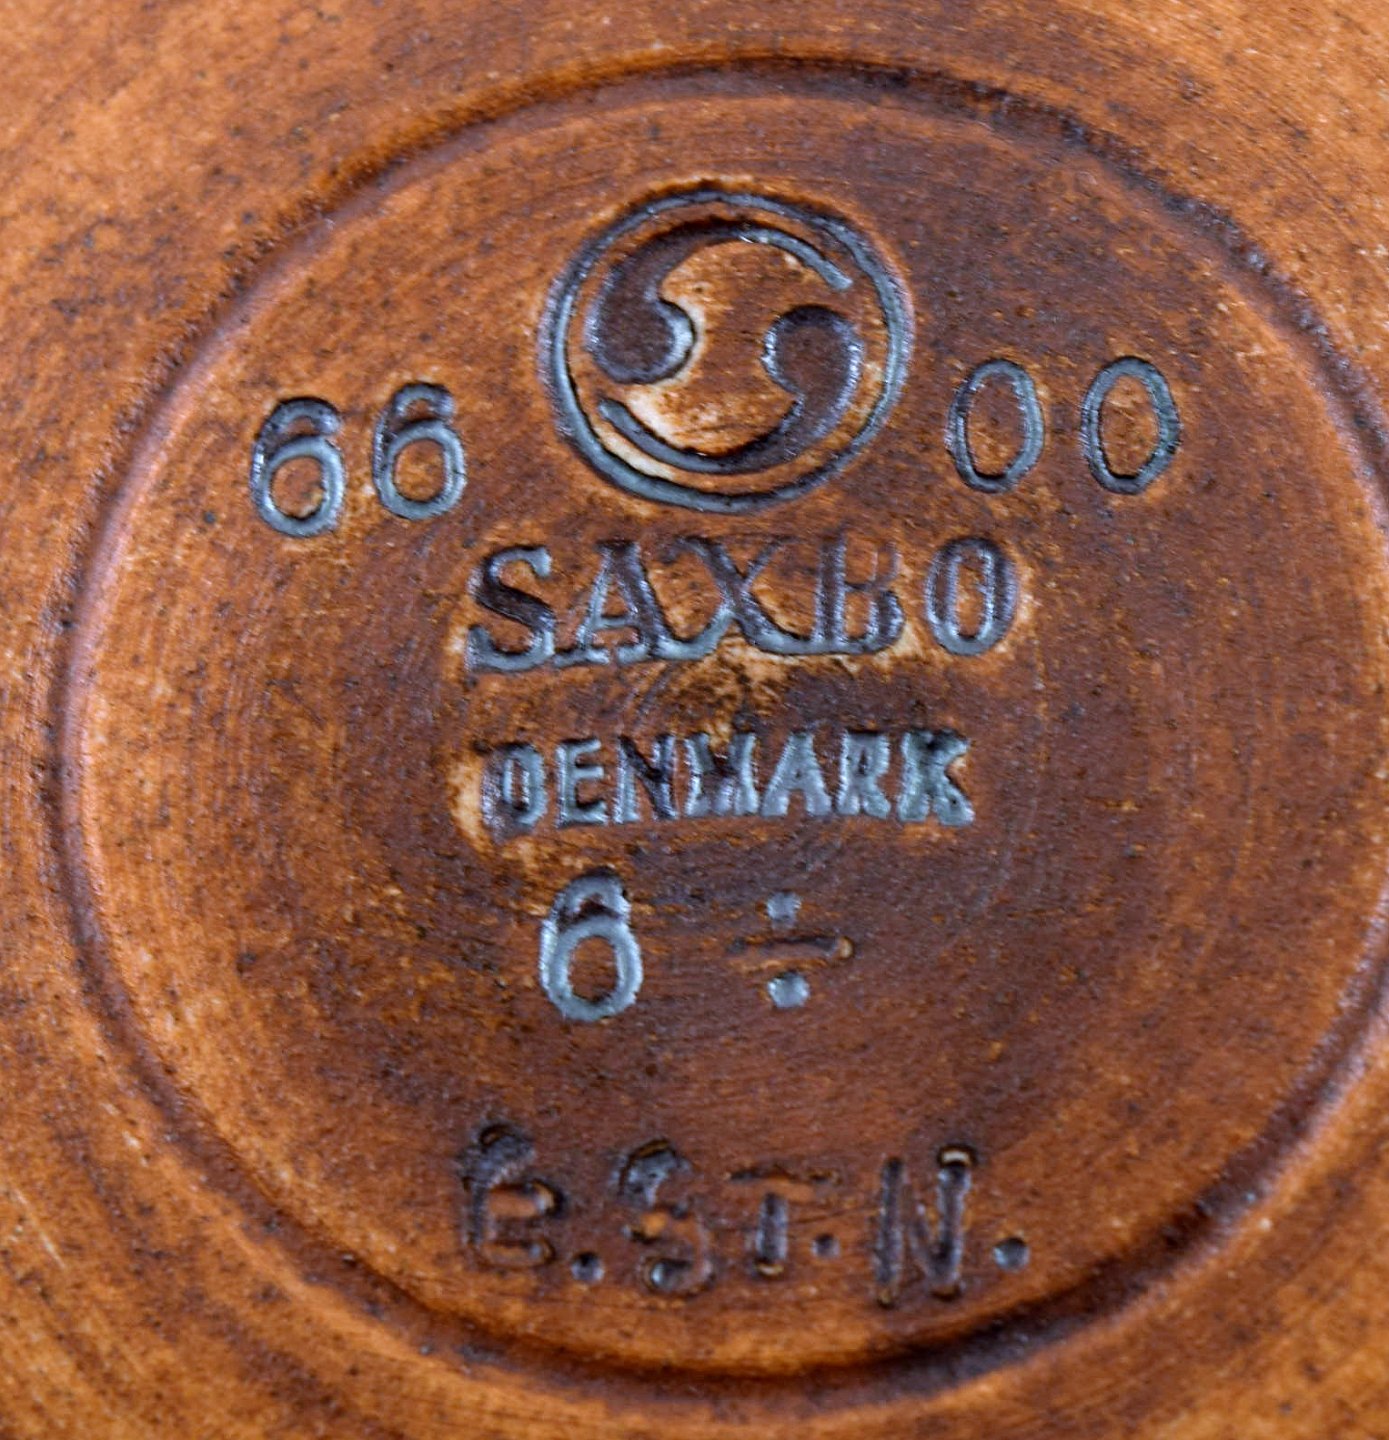 66 00
SAXBO
DENMARK
6 ÷
E.ST.N.